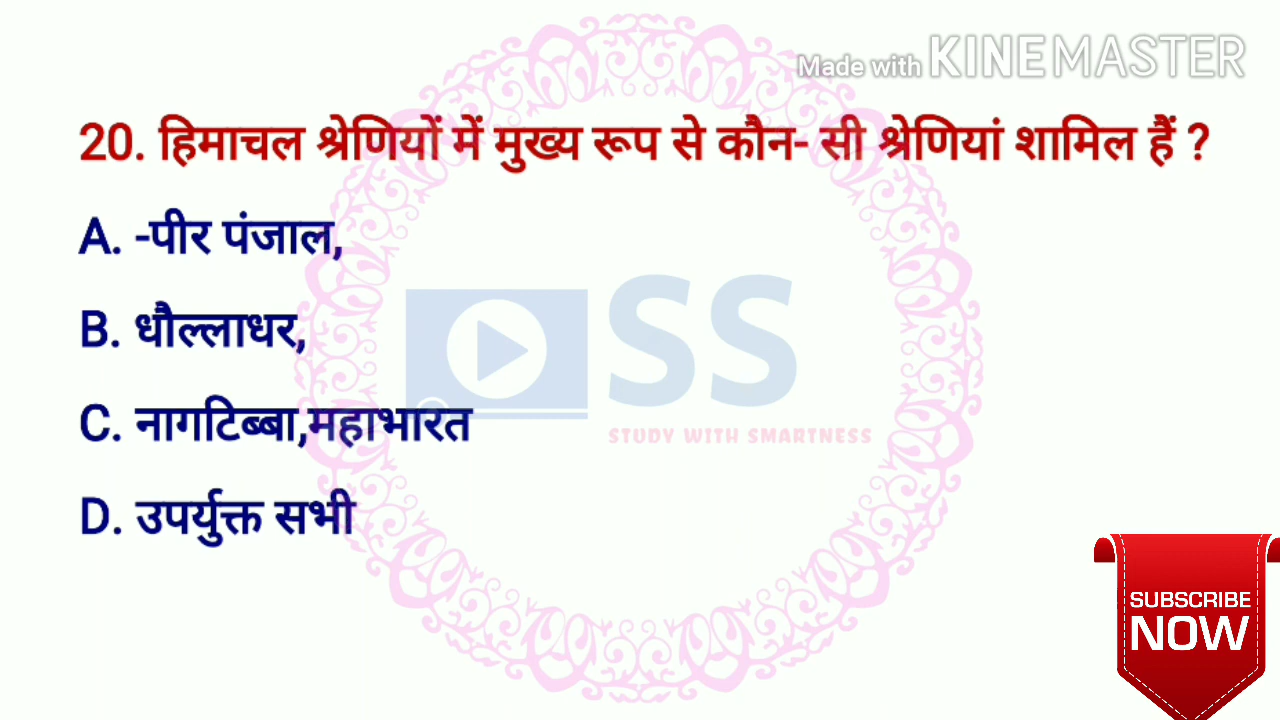 Made with KINEMASTER
20. हिमाचल श्रेणियों में मुख्य रूप से कौन- सी श्रेणियां शामिल हैं ?
A. -पीर पंजाल,
B. धौल्लाधर,
C. नागटिब्बा,महाभारत
D. उपर्युक्त सभी
SS
STUDY WITH SMARTNESS
SUBSCRIBE
NOW